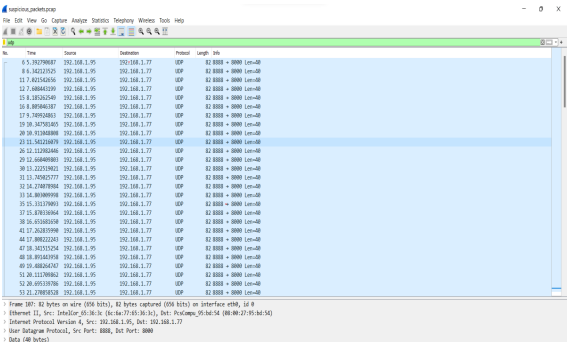 suspicious_packets.pcap
File Edit View Go Capture Analyze Statistics Telephony Wireless Tools Help
udp
No. Time Source Destination Protocol Length Info
6 5.392790687 192.168.1.95 192.168.1.77 UDP 82 8888 → 8000 Len=40
8 6.342123525 192.168.1.95 192.168.1.77 UDP 82 8888 → 8000 Len=40
11 7.021542656 192.168.1.95 192.168.1.77 UDP 82 8888 → 8000 Len=40
12 7.608443199 192.168.1.95 192.168.1.77 UDP 82 8888 → 8000 Len=40
15 8.185262549 192.168.1.95 192.168.1.77 UDP 82 8888 → 8000 Len=40
16 8.805046387 192.168.1.95 192.168.1.77 UDP 82 8888 → 8000 Len=40
17 9.749924863 192.168.1.95 192.168.1.77 UDP 82 8888 → 8000 Len=40
19 10.347581465 192.168.1.95 192.168.1.77 UDP 82 8888 → 8000 Len=40
20 10.911048808 192.168.1.95 192.168.1.77 UDP 82 8888 → 8000 Len=40
23 11.541216079 192.168.1.95 192.168.1.77 UDP 82 8888 → 8000 Len=40
26 12.112982446 192.168.1.95 192.168.1.77 UDP 82 8888 → 8000 Len=40
29 12.660409803 192.168.1.95 192.168.1.77 UDP 82 8888 → 8000 Len=40
30 13.222519021 192.168.1.95 192.168.1.77 UDP 82 8888 → 8000 Len=40
31 13.745025777 192.168.1.95 192.168.1.77 UDP 82 8888 → 8000 Len=40
32 14.274078984 192.168.1.95 192.168.1.77 UDP 82 8888 → 8000 Len=40
33 14.803009998 192.168.1.95 192.168.1.77 UDP 82 8888 → 8000 Len=40
35 15.331379093 192.168.1.95 192.168.1.77 UDP 82 8888 → 8000 Len=40
37 15.870336964 192.168.1.95 192.168.1.77 UDP 82 8888 → 8000 Len=40
38 16.651681650 192.168.1.95 192.168.1.77 UDP 82 8888 → 8000 Len=40
41 17.262835990 192.168.1.95 192.168.1.77 UDP 82 8888 → 8000 Len=40
44 17.808222243 192.168.1.95 192.168.1.77 UDP 82 8888 → 8000 Len=40
47 18.341515254 192.168.1.95 192.168.1.77 UDP 82 8888 → 8000 Len=40
48 18.891443958 192.168.1.95 192.168.1.77 UDP 82 8888 → 8000 Len=40
49 19.488264747 192.168.1.95 192.168.1.77 UDP 82 8888 → 8000 Len=40
51 20.111709862 192.168.1.95 192.168.1.77 UDP 82 8888 → 8000 Len=40
52 20.695339786 192.168.1.95 192.168.1.77 UDP 82 8888 → 8000 Len=40
53 21.270858528 192.168.1.95 192.168.1.77 UDP 82 8888 → 8000 Len=40
Frame 107: 82 bytes on wire (656 bits), 82 bytes captured (656 bits) on interface eth0, id 0
Ethernet II, Src: IntelCor_65:36:3c (bc:6a:77:65:36:3c), Dst: PcsCompu_95:bd:54 (08:00:27:95:bd:54)
Internet Protocol Version 4, Src: 192.168.1.95, Dst: 192.168.1.77
User Datagram Protocol, Src Port: 8888, Dst Port: 8000
Data (40 bytes)